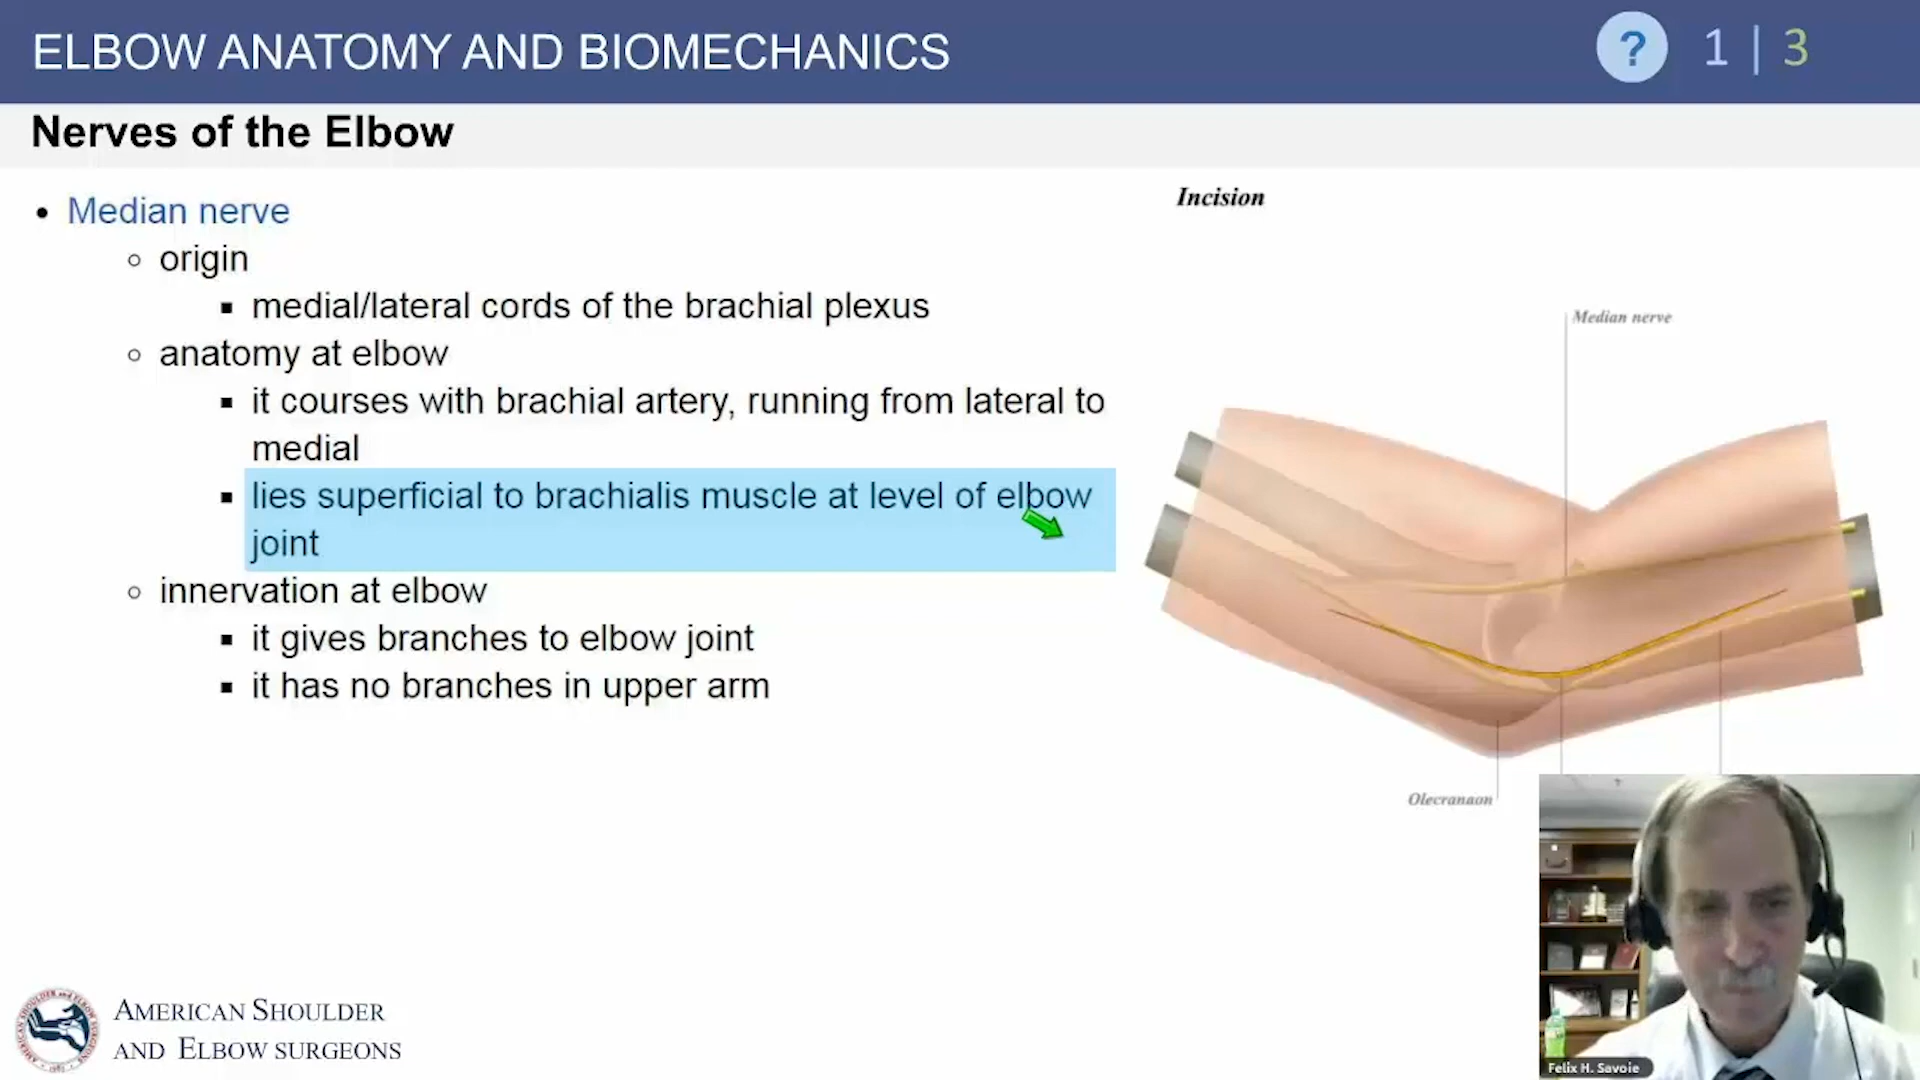 ELBOW ANATOMY AND BIOMECHANICS
? 1 | 3
Nerves of the Elbow
Median nerve
origin
medial/lateral cords of the brachial plexus
anatomy at elbow
it courses with brachial artery, running from lateral to
medial
lies superficial to brachialis muscle at level of elbow
joint
innervation at elbow
it gives branches to elbow joint
it has no branches in upper arm
Incision
Median nerve
Olecranaon
AMERICAN SHOULDER
AND ELBOW SURGEONS
Felix H. Savoie